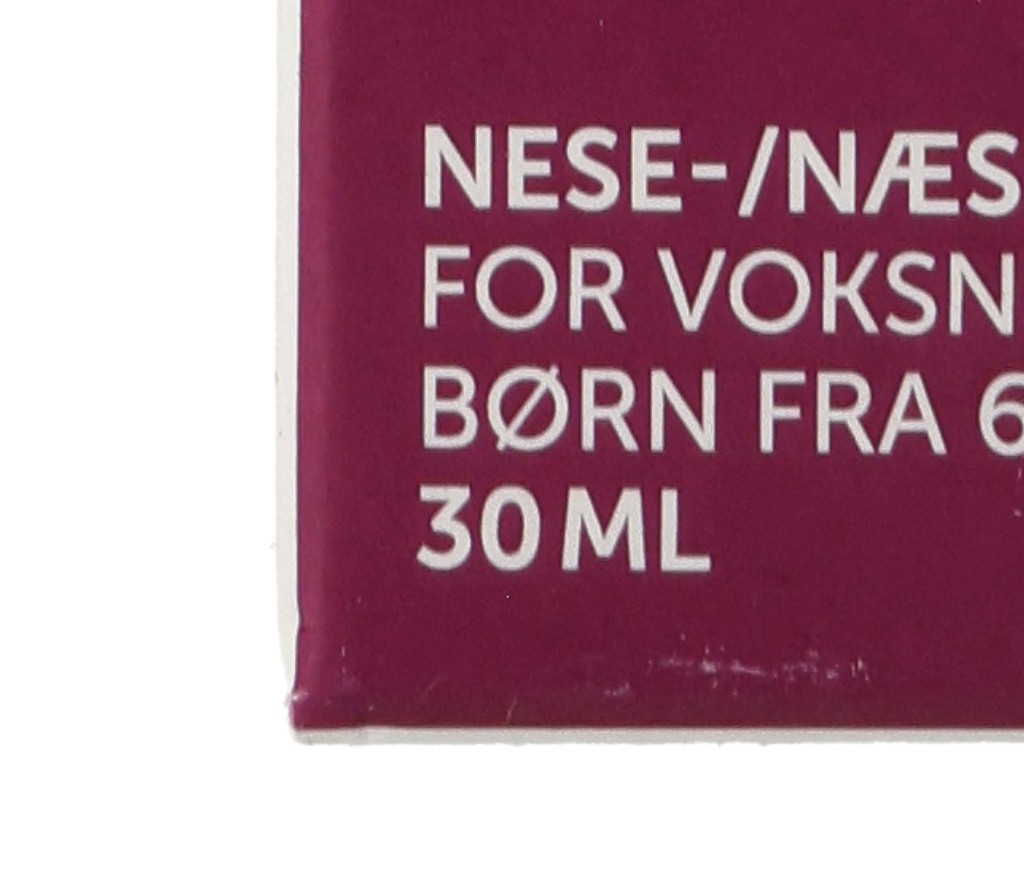 NESE-/NÆS
FOR VOKSN
BØRN FRA 6
30 ML